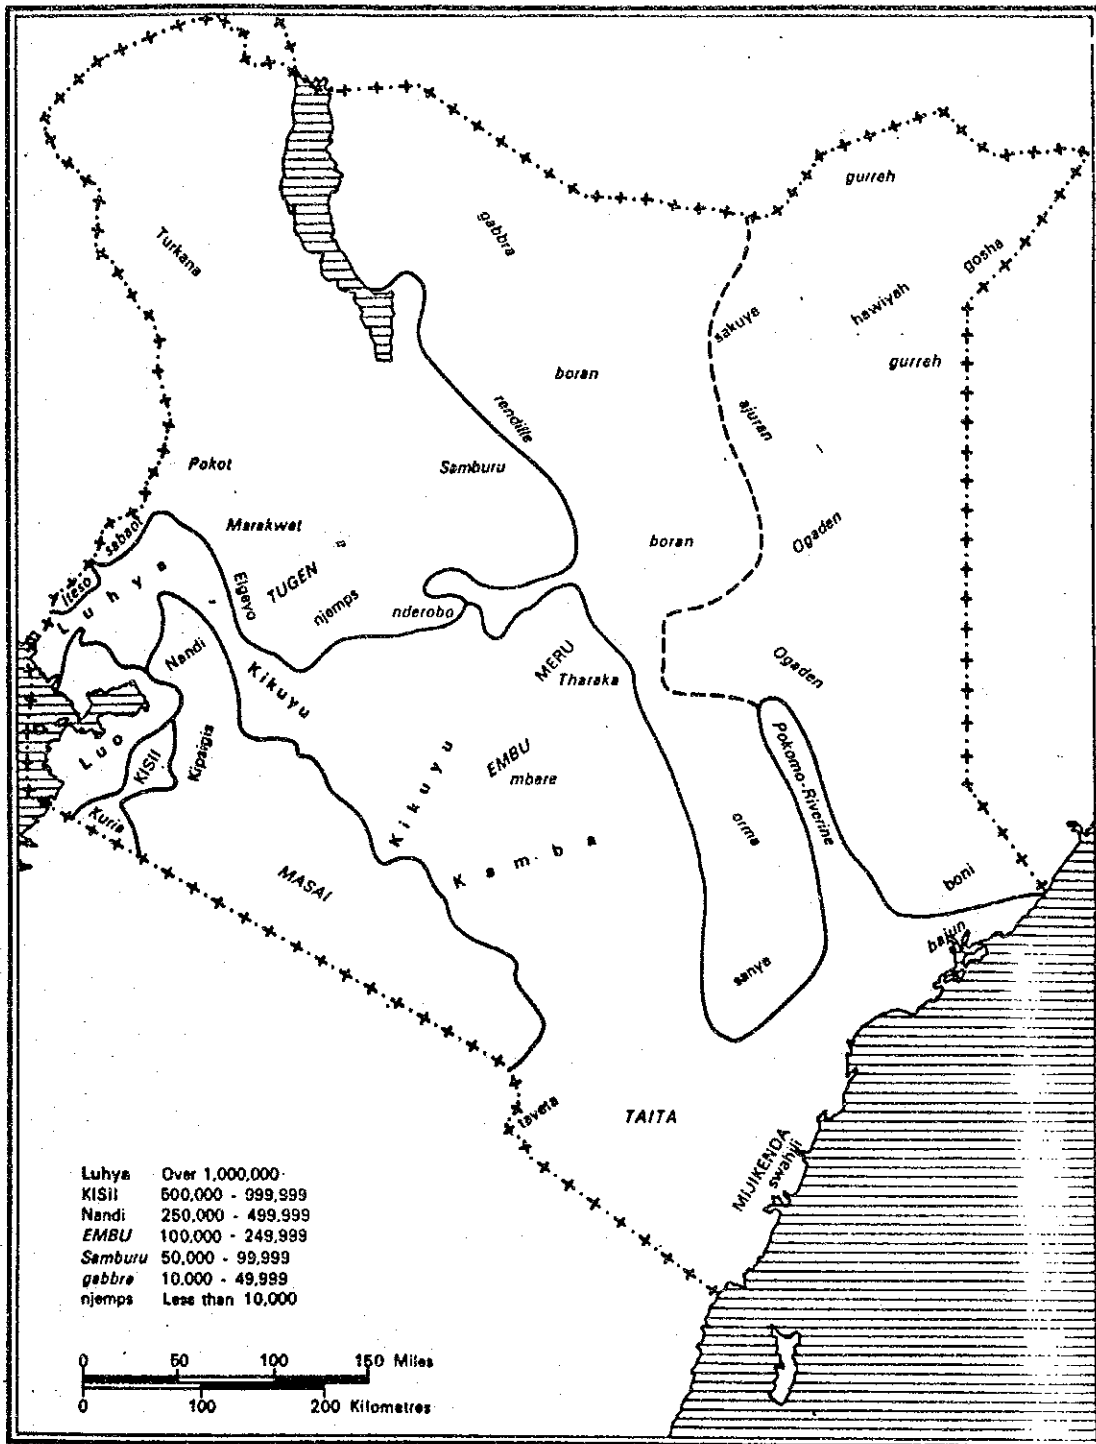 gurreh
gabbra
Turkana
gosha
hawiyah
sakuye
gurreh
boran
rendille
ajuran
Pokot
Samburu
Marakwet
sabaot
Ogaden
boran
Iteso
Luhya
Elgeyo
TUGEN
njemps
nderobo
Nandi
Kikuyu
MERU
Tharaka
Ogaden
Luo
KISII
Kipsigis
Kikuyu
EMBU
mbere
Pokomo-Riverine
orma
Kuria
MASAI
Kamba
boni
bajun
sanye
taveta
TAITA
MIJIKENDA
swahili
Luhya Over 1,000,000
KISII 500,000 - 999,999
Nandi 250,000 - 499,999
EMBU 100,000 - 249,999
Samburu 50,000 - 99,999
gabbra 10,000 - 49,999
njemps Less than 10,000
0 50 100 150 Miles
0 100 200 Kilometres